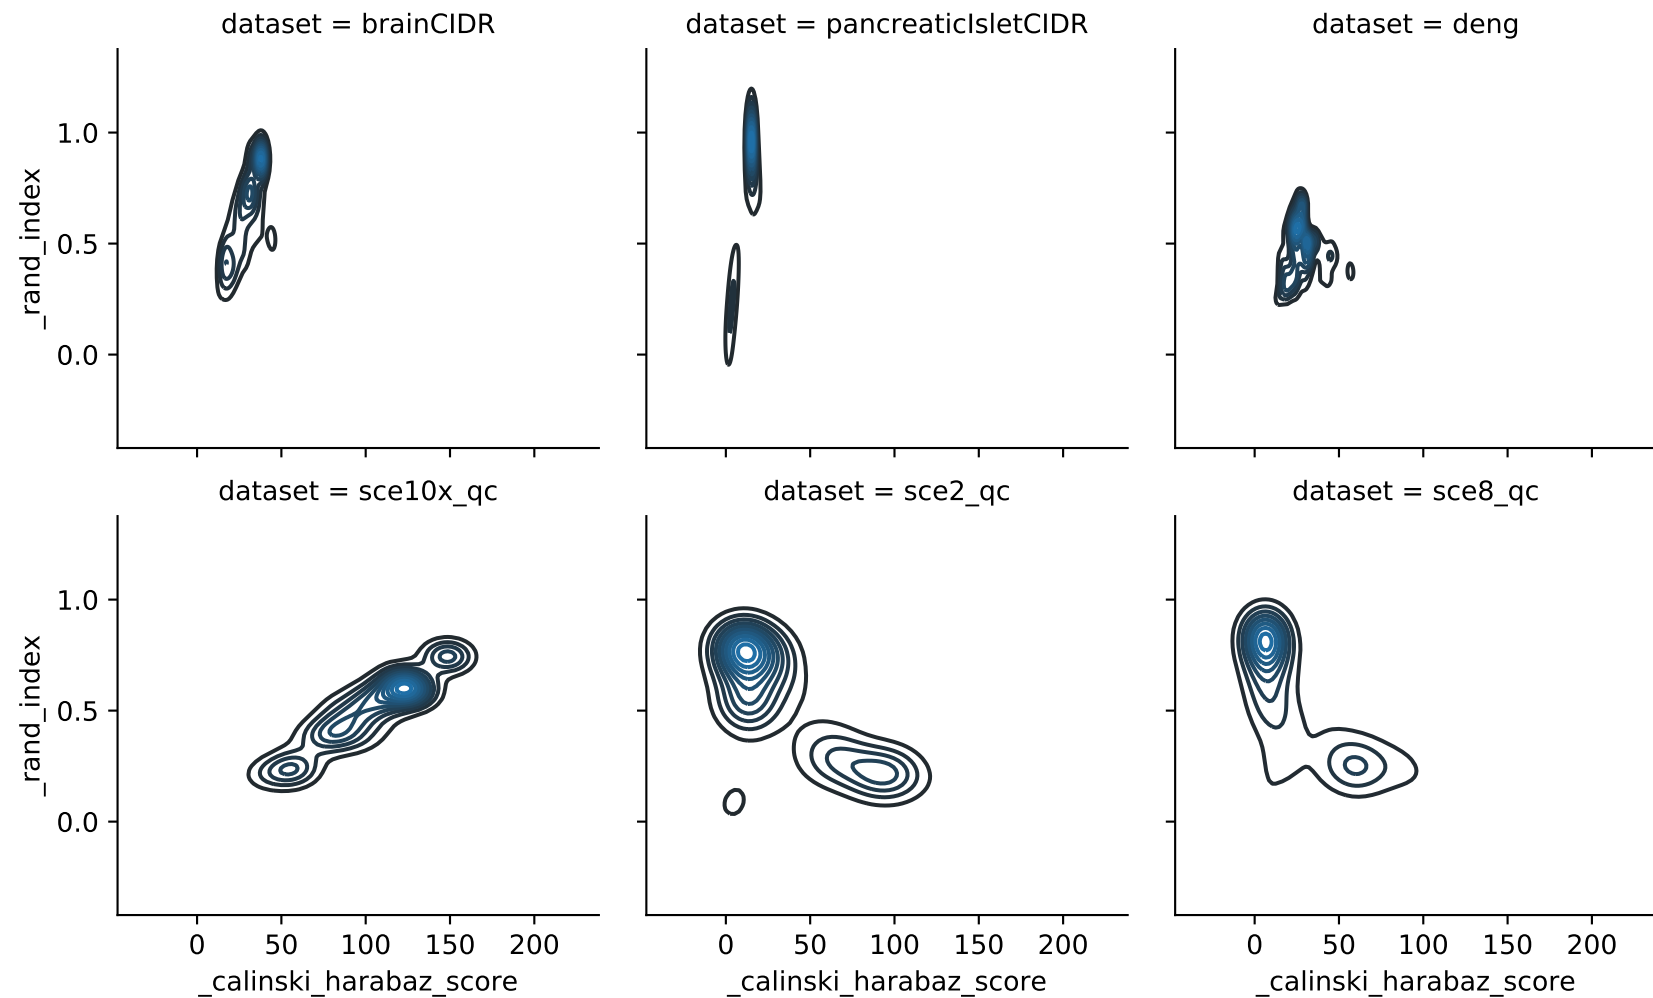 dataset = brainCIDR
dataset = pancreaticIsletCIDR
dataset = deng
1.0
0.5
0.0
_rand_index
dataset = sce10x_qc
dataset = sce2_qc
dataset = sce8_qc
1.0
0.5
0.0
_rand_index
0 50 100 150 200
0 50 100 150 200
0 50 100 150 200
_calinski_harabaz_score
_calinski_harabaz_score
_calinski_harabaz_score